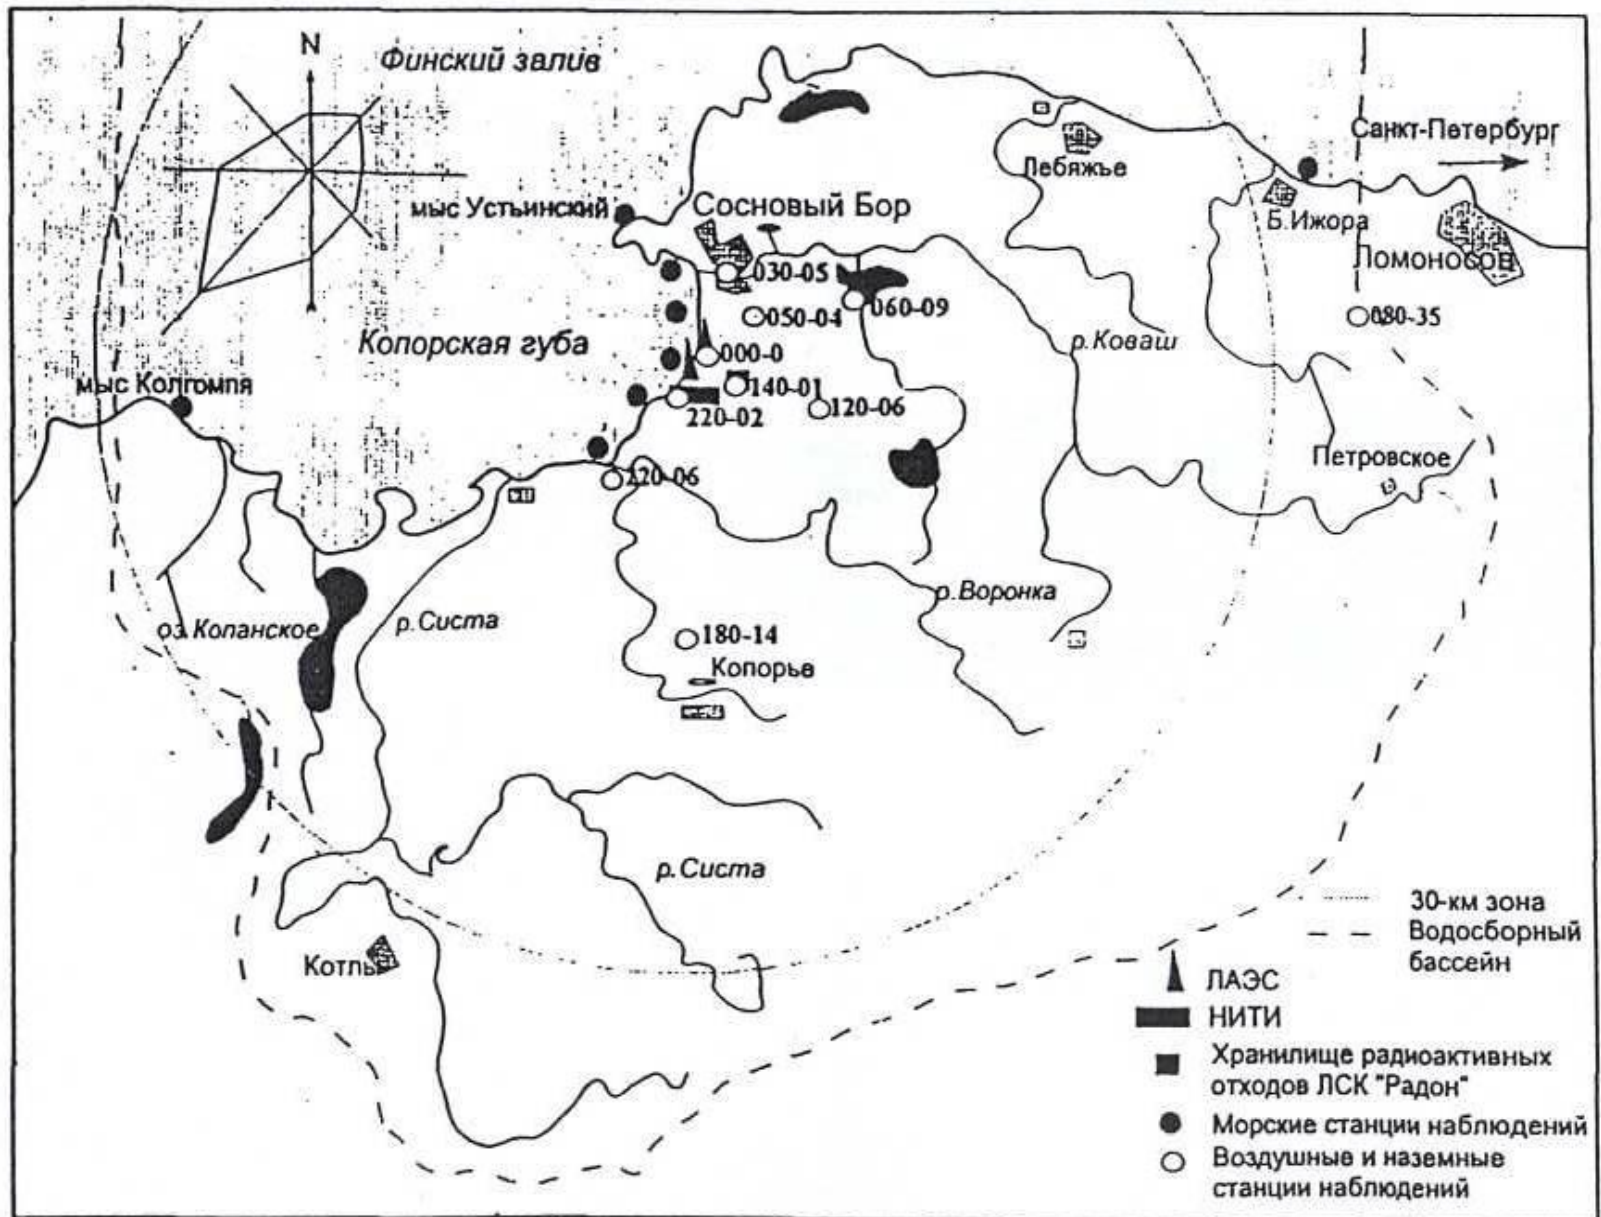 N
Финский залив
Санкт-Петербург
Лебяжье
мыс Устьинский
Сосновый Бор
Б.Ижора
Ломоносов
030-05
050-04
060-09
080-35
Копорская губа
000-0
р.Коваш
мыс Колгомпя
140-01
220-02
120-06
Петровское
220-06
р.Воронка
оз.Копанское
р.Систа
180-14
Копорье
р.Систа
Котлы
30-км зона
Водосборный
бассейн
ЛАЭС
НИТИ
Хранилище радиоактивных
отходов ЛСК "Радон"
Морские станции наблюдений
Воздушные и наземные
станции наблюдений